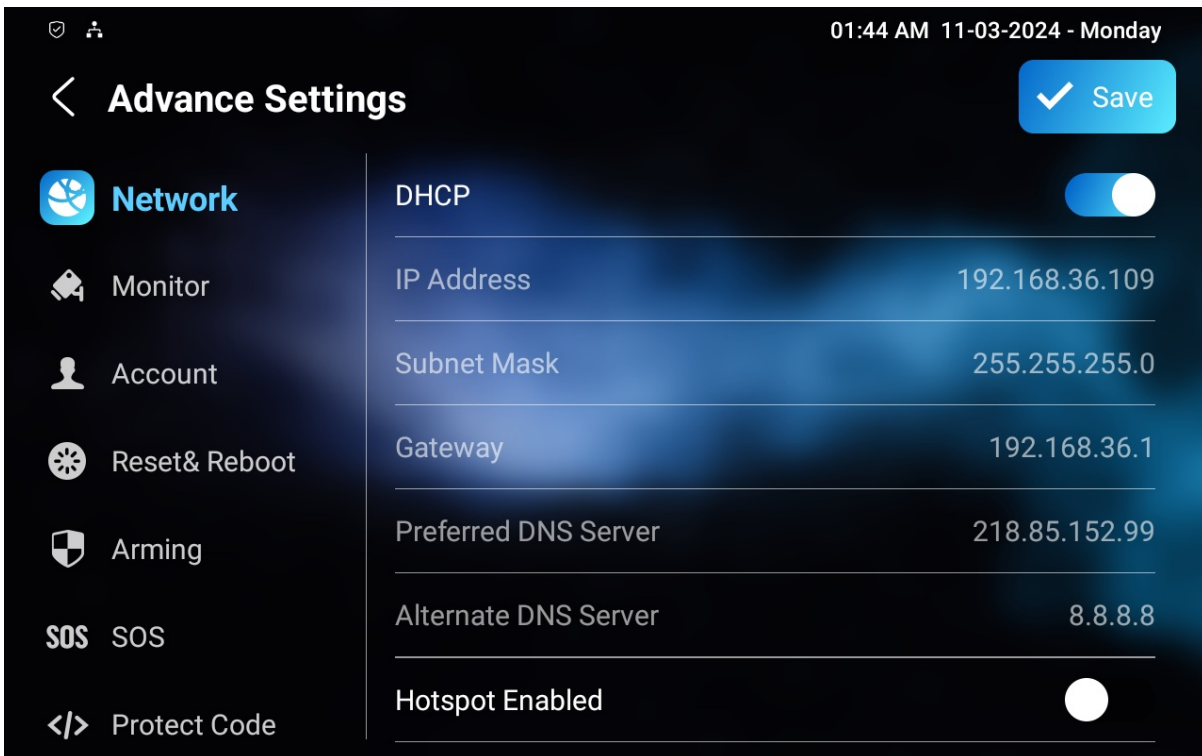 01:44 AM 11-03-2024 - Monday
Advance Settings
Save
Network
Monitor
Account
Reset& Reboot
Arming
SOS SOS
Protect Code
DHCP
IP Address 192.168.36.109
Subnet Mask 255.255.255.0
Gateway 192.168.36.1
Preferred DNS Server 218.85.152.99
Alternate DNS Server 8.8.8.8
Hotspot Enabled